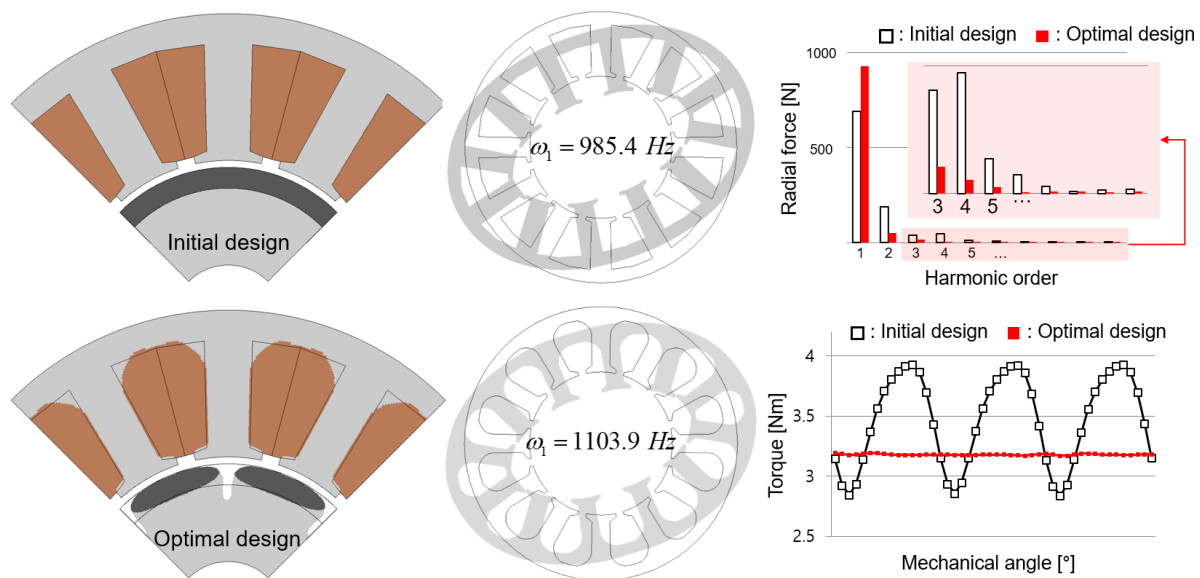 Initial design
ω₁ = 985.4 Hz
□ : Initial design ■ : Optimal design
1000
500
Radial force [N]
3 4 5 ...
1 2 3 4 5 ...
Harmonic order
Optimal design
ω₁ = 1103.9 Hz
□ : Initial design ■ : Optimal design
4
3.5
3
2.5
Torque [Nm]
Mechanical angle [°]